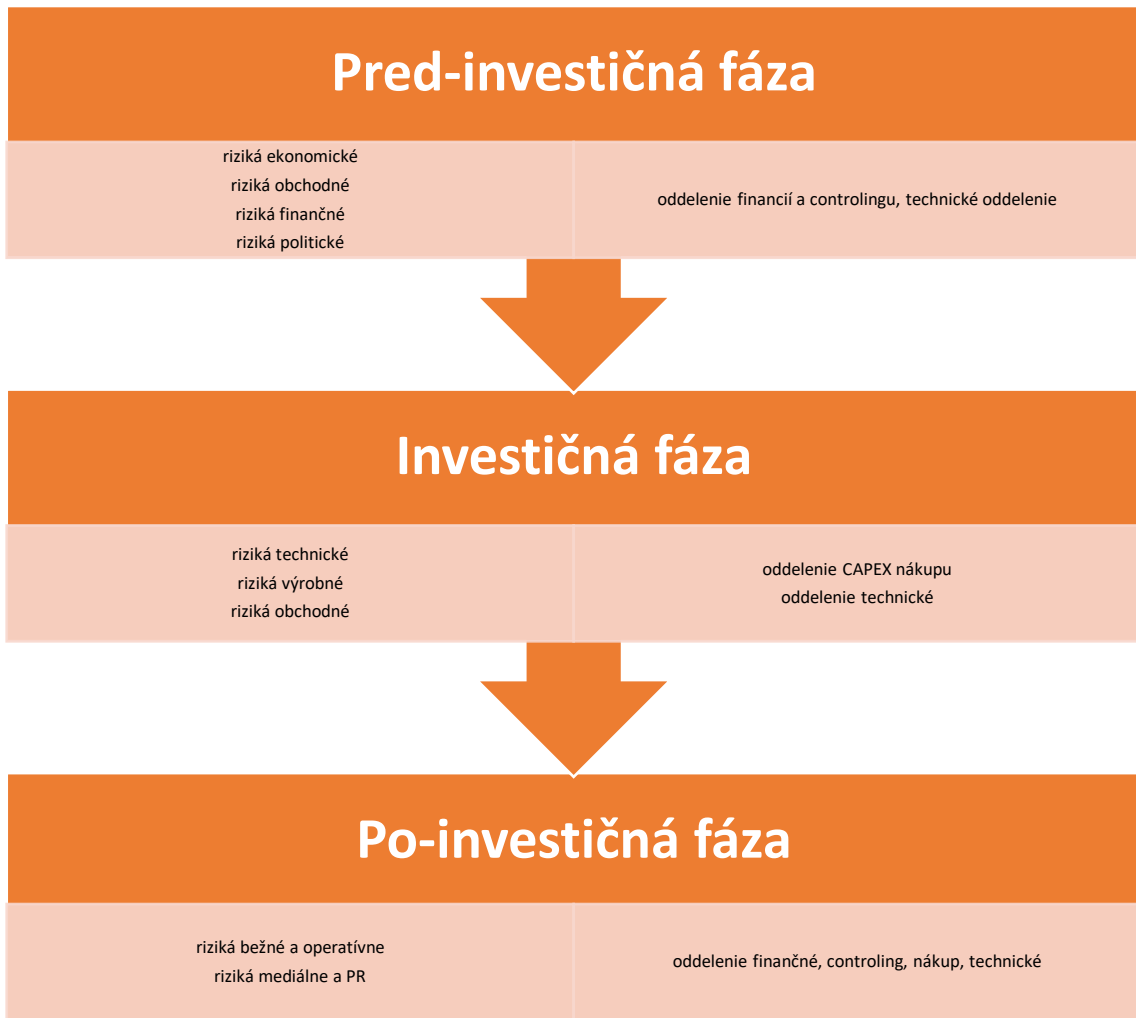 Pred-investičná fáza
riziká ekonomické
riziká obchodné
riziká finančné
riziká politické
oddelenie financií a controlingu, technické oddelenie
Investičná fáza
riziká technické
riziká výrobné
riziká obchodné
oddelenie CAPEX nákupu
oddelenie technické
Po-investičná fáza
riziká bežné a operatívne
riziká mediálne a PR
oddelenie finančné, controling, nákup, technické